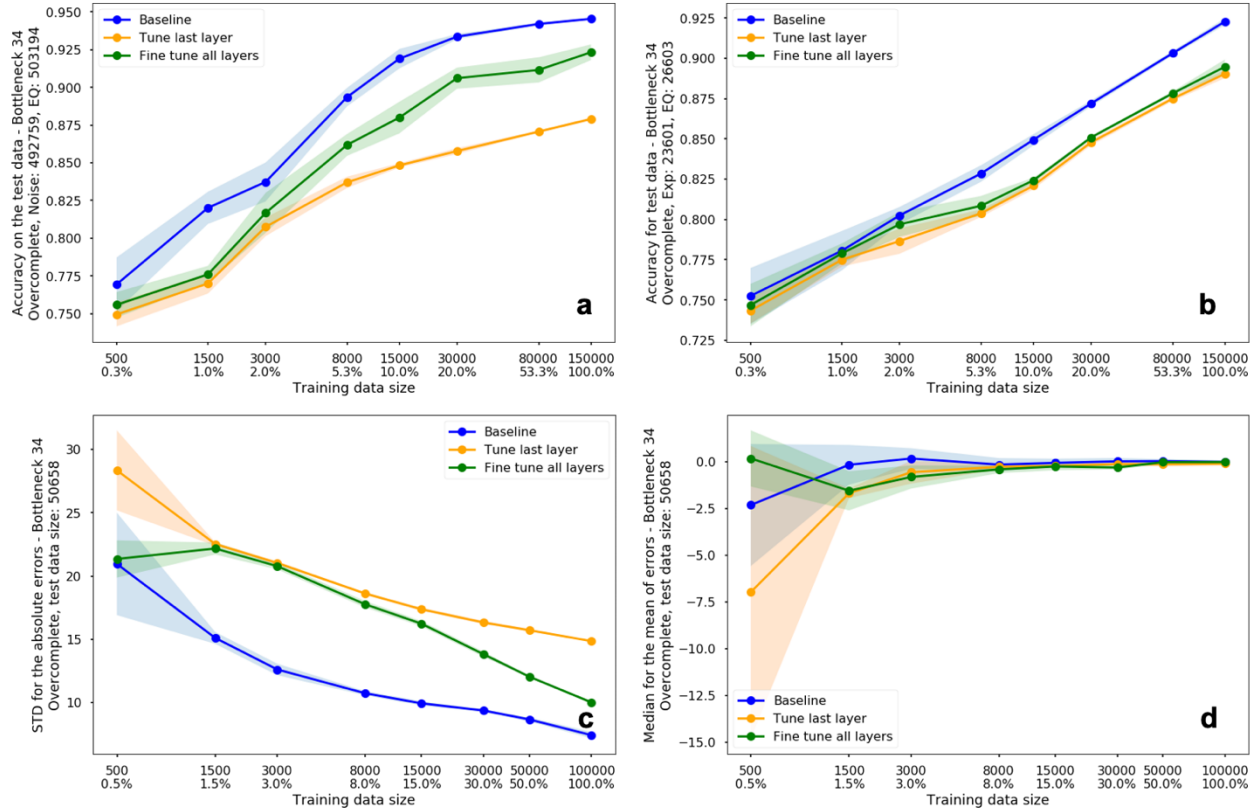 Accuracy on the test data - Bottleneck 34
Overcomplete, Noise: 492759, EQ: 503194
0.950
0.925
0.900
0.875
0.850
0.825
0.800
0.775
0.750
Baseline
Tune last layer
Fine tune all layers
a
500 1500 3000 8000 15000 30000 80000 150000
0.3% 1.0% 2.0% 5.3% 10.0% 20.0% 53.3% 100.0%
Training data size
Accuracy for test data - Bottleneck 34
Overcomplete, Exp: 23601, EQ: 26603
0.925
0.900
0.875
0.850
0.825
0.800
0.775
0.750
0.725
Baseline
Tune last layer
Fine tune all layers
b
500 1500 3000 8000 15000 30000 80000 150000
0.3% 1.0% 2.0% 5.3% 10.0% 20.0% 53.3% 100.0%
Training data size
STD for the absolute errors - Bottleneck 34
Overcomplete, test data size: 50658
30
25
20
15
10
Baseline
Tune last layer
Fine tune all layers
c
500 1500 3000 8000 15000 30000 50000 100000
0.5% 1.5% 3.0% 8.0% 15.0% 30.0% 50.0% 100.0%
Training data size
Median for the mean of errors - Bottleneck 34
Overcomplete, test data size: 50658
0.0
−2.5
−5.0
−7.5
−10.0
−12.5
−15.0
Baseline
Tune last layer
Fine tune all layers
d
500 1500 3000 8000 15000 30000 50000 100000
0.5% 1.5% 3.0% 8.0% 15.0% 30.0% 50.0% 100.0%
Training data size